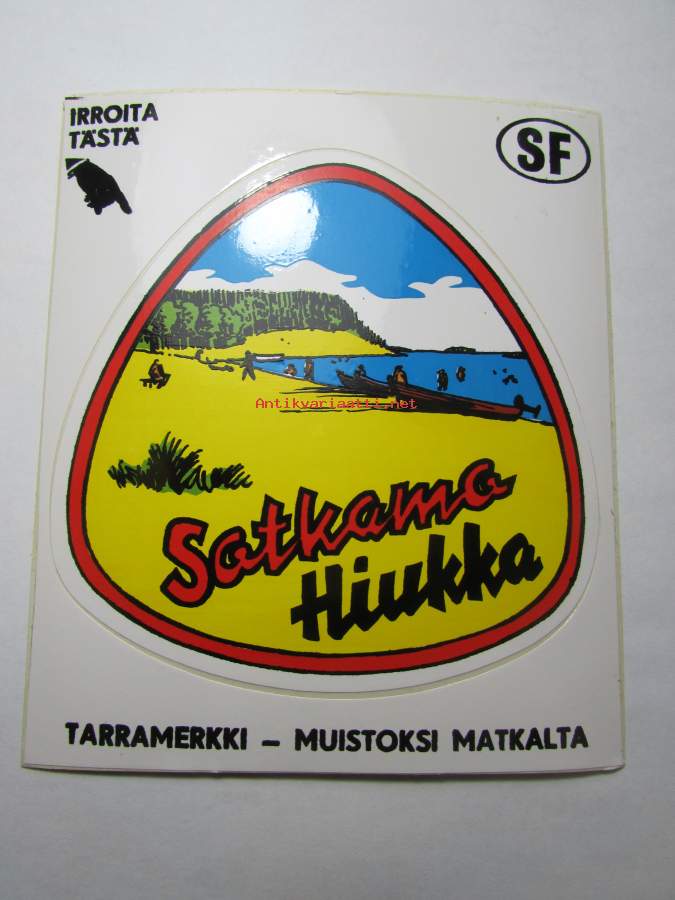 IRROITA
TÄSTÄ
SF
Antikvariaatti.net
Sotkamo
Hiukka
TARRAMERKKI – MUISTOKSI MATKALTA